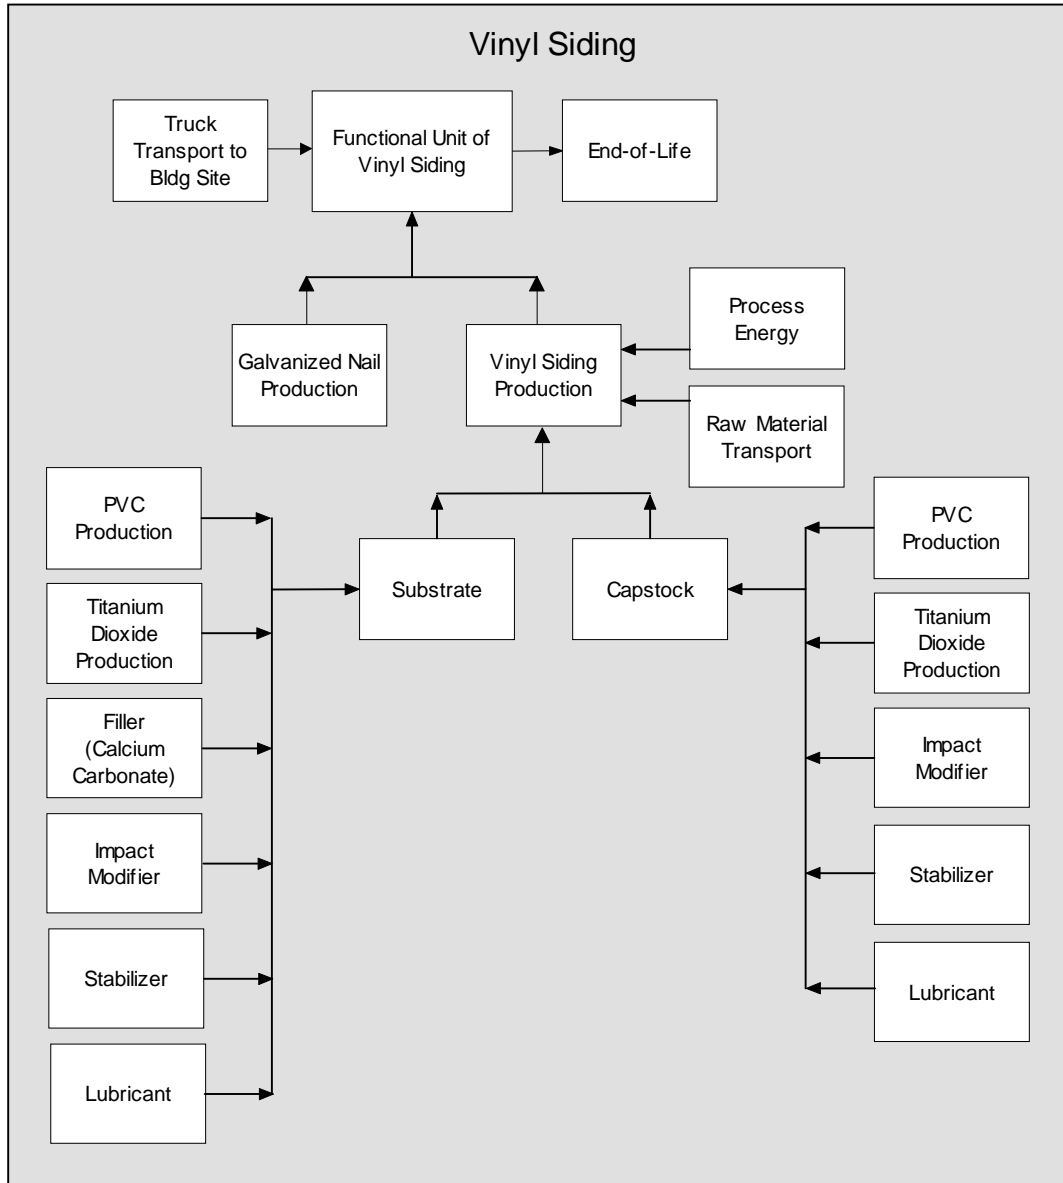 Vinyl Siding
Truck
Transport to
Bldg Site
Functional Unit of
Vinyl Siding
End-of-Life
Galvanized Nail
Production
Vinyl Siding
Production
Process
Energy
Raw Material
Transport
PVC
Production
Titanium
Dioxide
Production
Filler
(Calcium
Carbonate)
Impact
Modifier
Stabilizer
Lubricant
Substrate
Capstock
PVC
Production
Titanium
Dioxide
Production
Impact
Modifier
Stabilizer
Lubricant